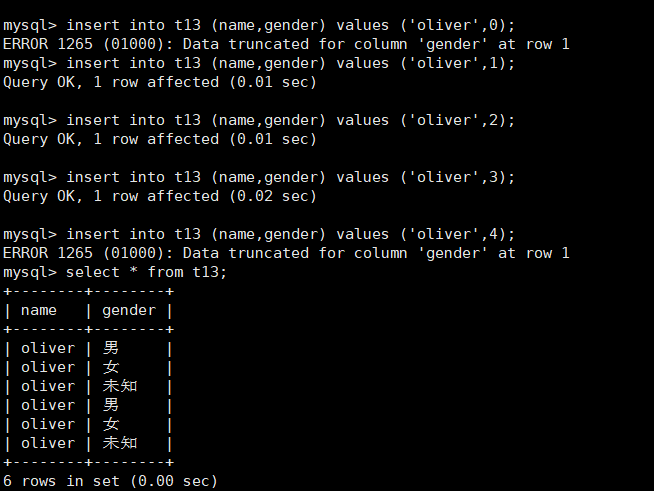 mysql> insert into t13 (name,gender) values ('oliver',0);
ERROR 1265 (01000): Data truncated for column 'gender' at row 1
mysql> insert into t13 (name,gender) values ('oliver',1);
Query OK, 1 row affected (0.01 sec)
mysql> insert into t13 (name,gender) values ('oliver',2);
Query OK, 1 row affected (0.01 sec)
mysql> insert into t13 (name,gender) values ('oliver',3);
Query OK, 1 row affected (0.02 sec)
mysql> insert into t13 (name,gender) values ('oliver',4);
ERROR 1265 (01000): Data truncated for column 'gender' at row 1
mysql> select * from t13;
+--------+--------+
| name   | gender |
+--------+--------+
| oliver | 男     |
| oliver | 女     |
| oliver | 未知   |
| oliver | 男     |
| oliver | 女     |
| oliver | 未知   |
+--------+--------+
6 rows in set (0.00 sec)